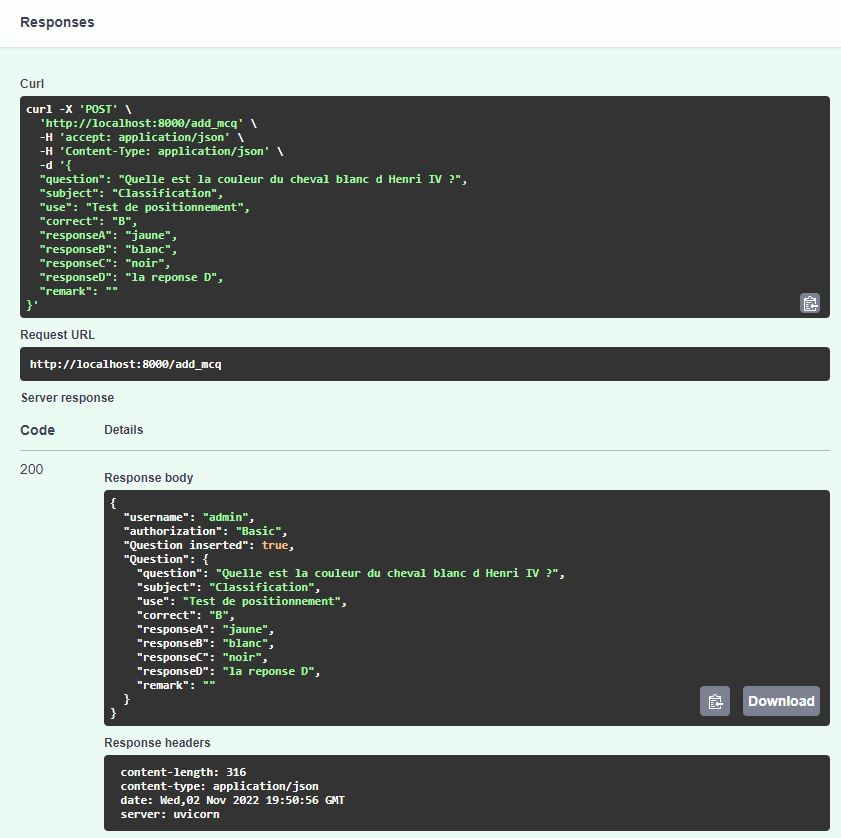 Responses
Curl
curl -X 'POST' \
'http://localhost:8000/add_mcq' \
-H 'accept: application/json' \
-H 'Content-Type: application/json' \
-d '{
"question": "Quelle est la couleur du cheval blanc d Henri IV ?",
"subject": "Classification",
"use": "Test de positionnement",
"correct": "B",
"responseA": "jaune",
"responseB": "blanc",
"responseC": "noir",
"responseD": "la reponse D",
"remark": ""
}'
Request URL
http://localhost:8000/add_mcq
Server response
Code Details
200
Response body
{
"username": "admin",
"authorization": "Basic",
"Question inserted": true,
"Question": {
"question": "Quelle est la couleur du cheval blanc d Henri IV ?",
"subject": "Classification",
"use": "Test de positionnement",
"correct": "B",
"responseA": "jaune",
"responseB": "blanc",
"responseC": "noir",
"responseD": "la reponse D",
"remark": ""
}
}
Download
Response headers
content-length: 316
content-type: application/json
date: Wed,02 Nov 2022 19:50:56 GMT
server: uvicorn